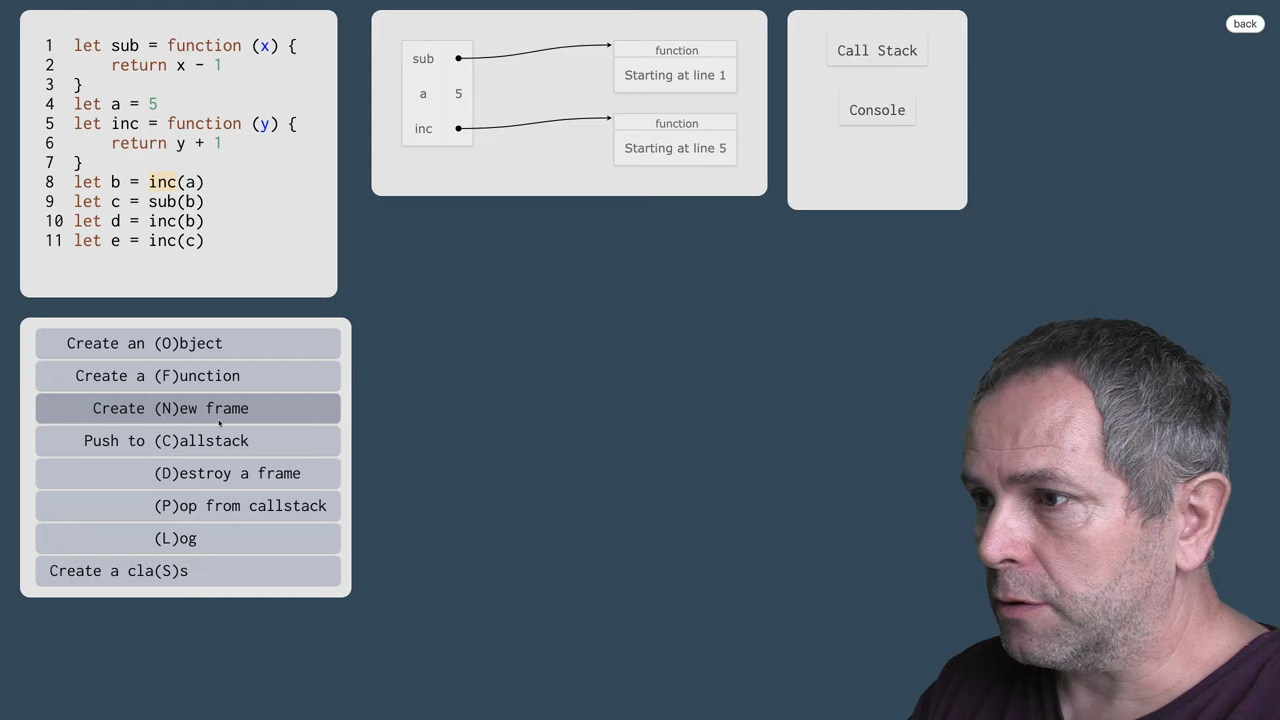 1 let sub = function (x) {
2     return x − 1
3 }
4 let a = 5
5 let inc = function (y) {
6     return y + 1
7 }
8 let b = inc(a)
9 let c = sub(b)
10 let d = inc(b)
11 let e = inc(c)
sub
a 5
inc
function
Starting at line 1
function
Starting at line 5
Call Stack
Console
back
Create an (O)bject
Create a (F)unction
Create (N)ew frame
Push to (C)allstack
(D)estroy a frame
(P)op from callstack
(L)og
Create a cla(S)s